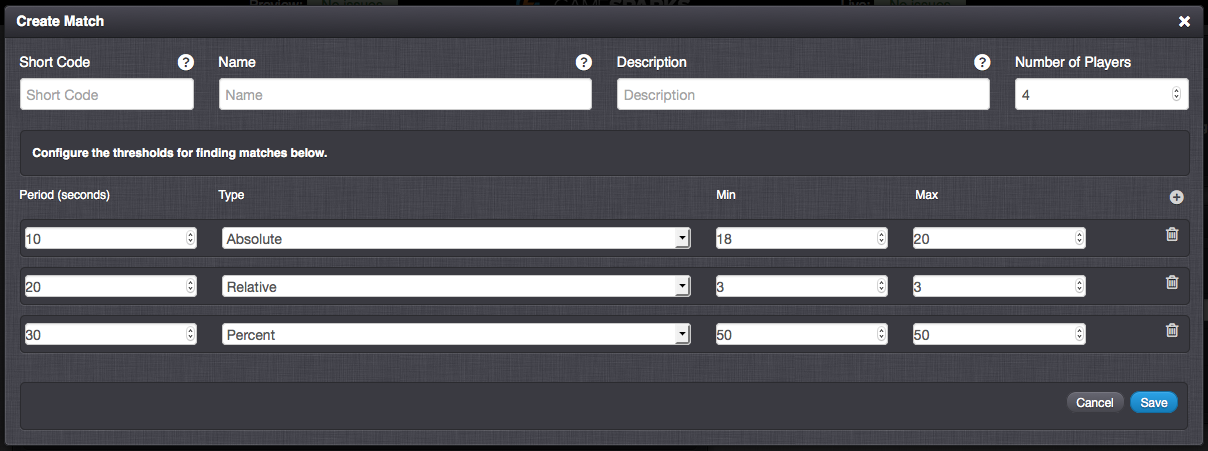 Create Match
Short Code
Name
Description
Number of Players
Short Code
Name
Description
4
Configure the thresholds for finding matches below.
Period (seconds)
Type
Min
Max
10
Absolute
18
20
20
Relative
3
3
30
Percent
50
50
Cancel
Save